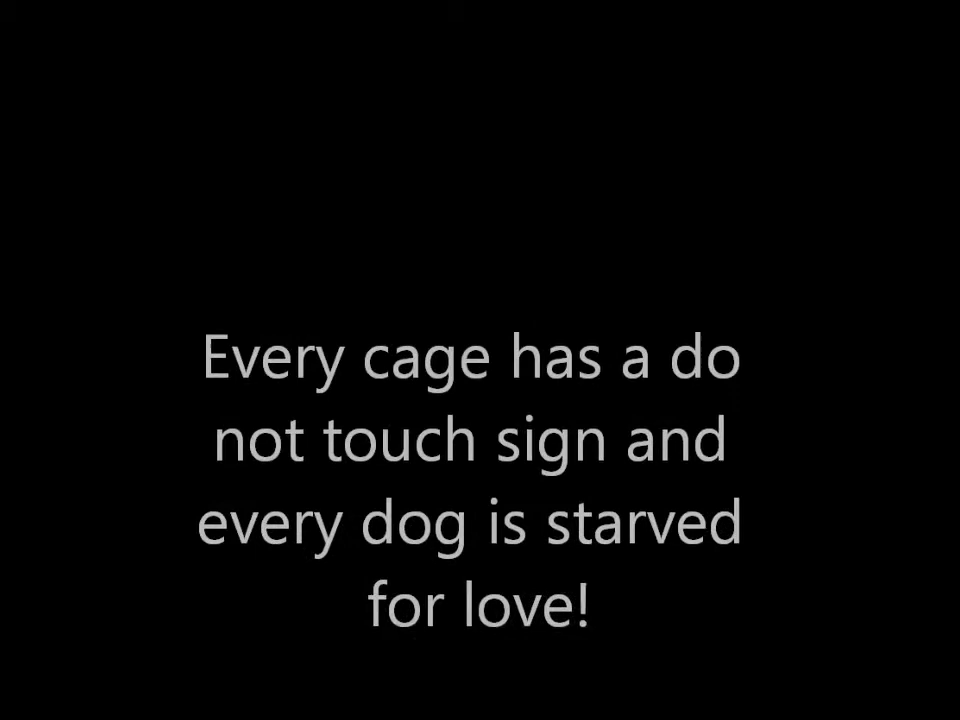 Every cage has a do
not touch sign and
every dog is starved
for love!